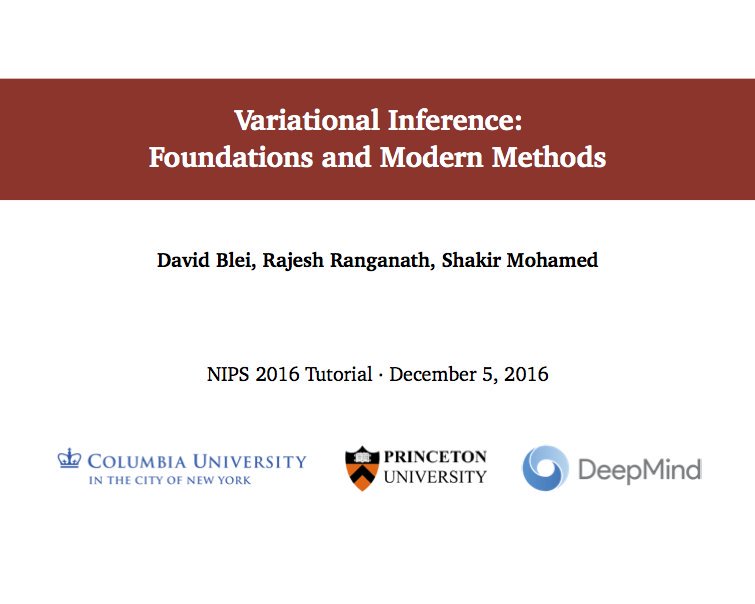 Variational Inference:
Foundations and Modern Methods
David Blei, Rajesh Ranganath, Shakir Mohamed
NIPS 2016 Tutorial · December 5, 2016
COLUMBIA UNIVERSITY
IN THE CITY OF NEW YORK
PRINCETON
UNIVERSITY
DeepMind